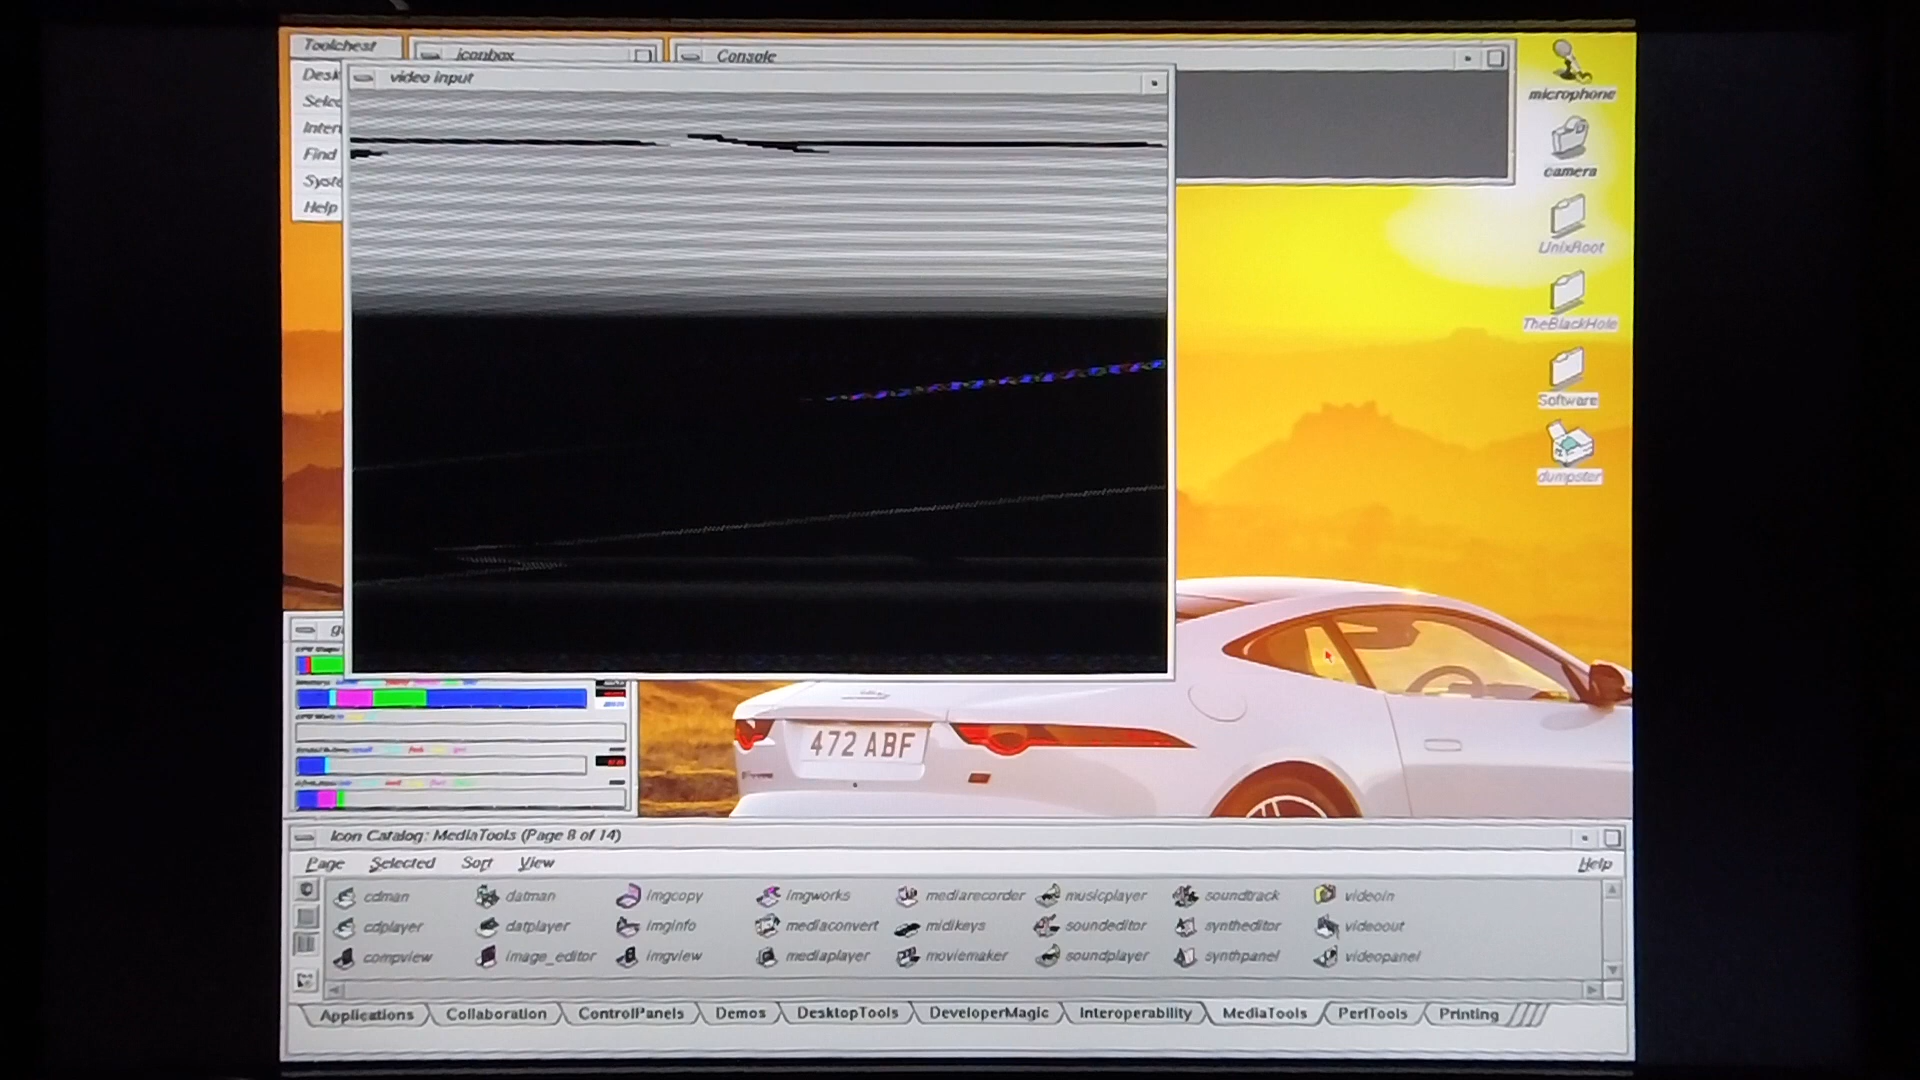 Toolchest
iconbox
Console
video input
Desk
Selec
Inter
Find
Syste
Help
microphone
camera
UnixRoot
TheBlackHole
Software
dumpster
472 ABF
Icon Catalog: MediaTools (Page 8 of 14)
Page Selected Sort View Help
cdman datman imgcopy imgworks mediarecorder musicplayer soundtrack videoin
cdplayer datplayer imginfo mediaconvert midikeys soundeditor syntheditor videoout
compview image_editor imgview mediaplayer moviemaker soundplayer synthpanel videopanel
Applications Collaboration ControlPanels Demos DesktopTools DeveloperMagic Interoperability MediaTools PerfTools Printing